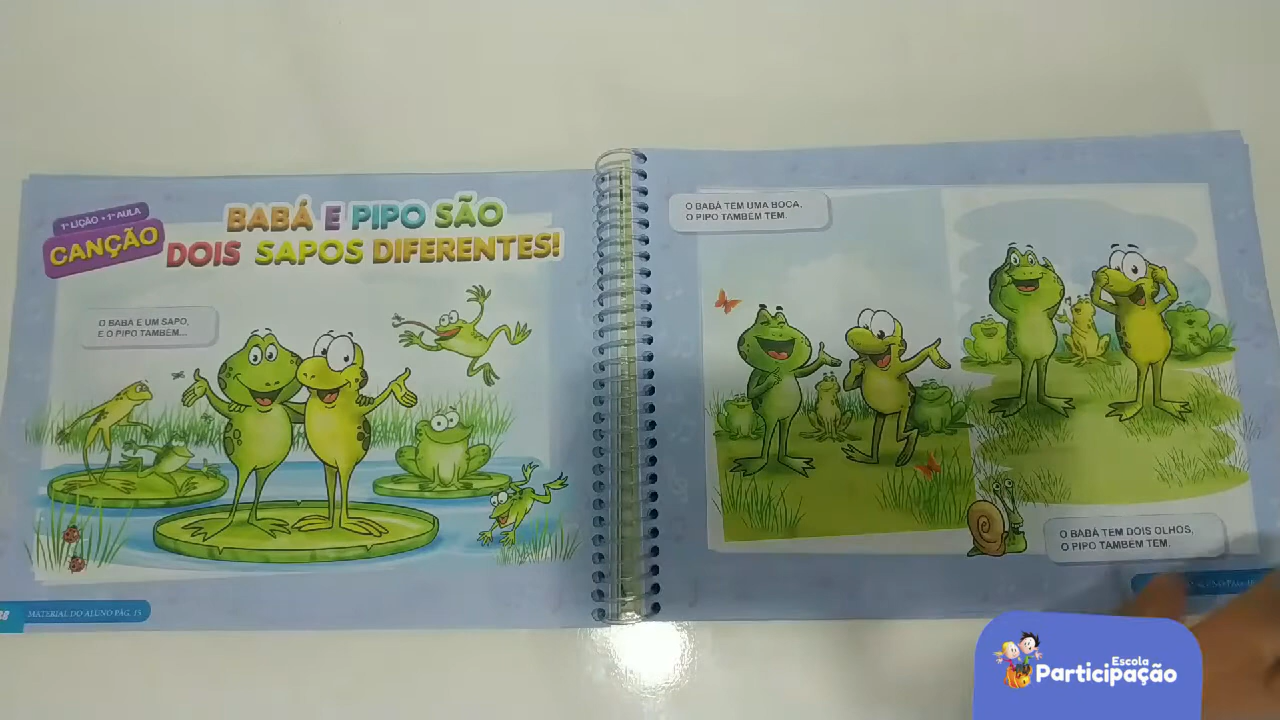 1ª LIÇÃO • 1ª AULA
CANÇÃO
BABÁ E PIPO SÃO
DOIS SAPOS DIFERENTES!
O BABÁ É UM SAPO,
E O PIPO TAMBÉM...
MATERIAL DO ALUNO PÁG. 15
O BABÁ TEM UMA BOCA,
O PIPO TAMBÉM TEM.
O BABÁ TEM DOIS OLHOS,
O PIPO TAMBÉM TEM.
Escola
Participação